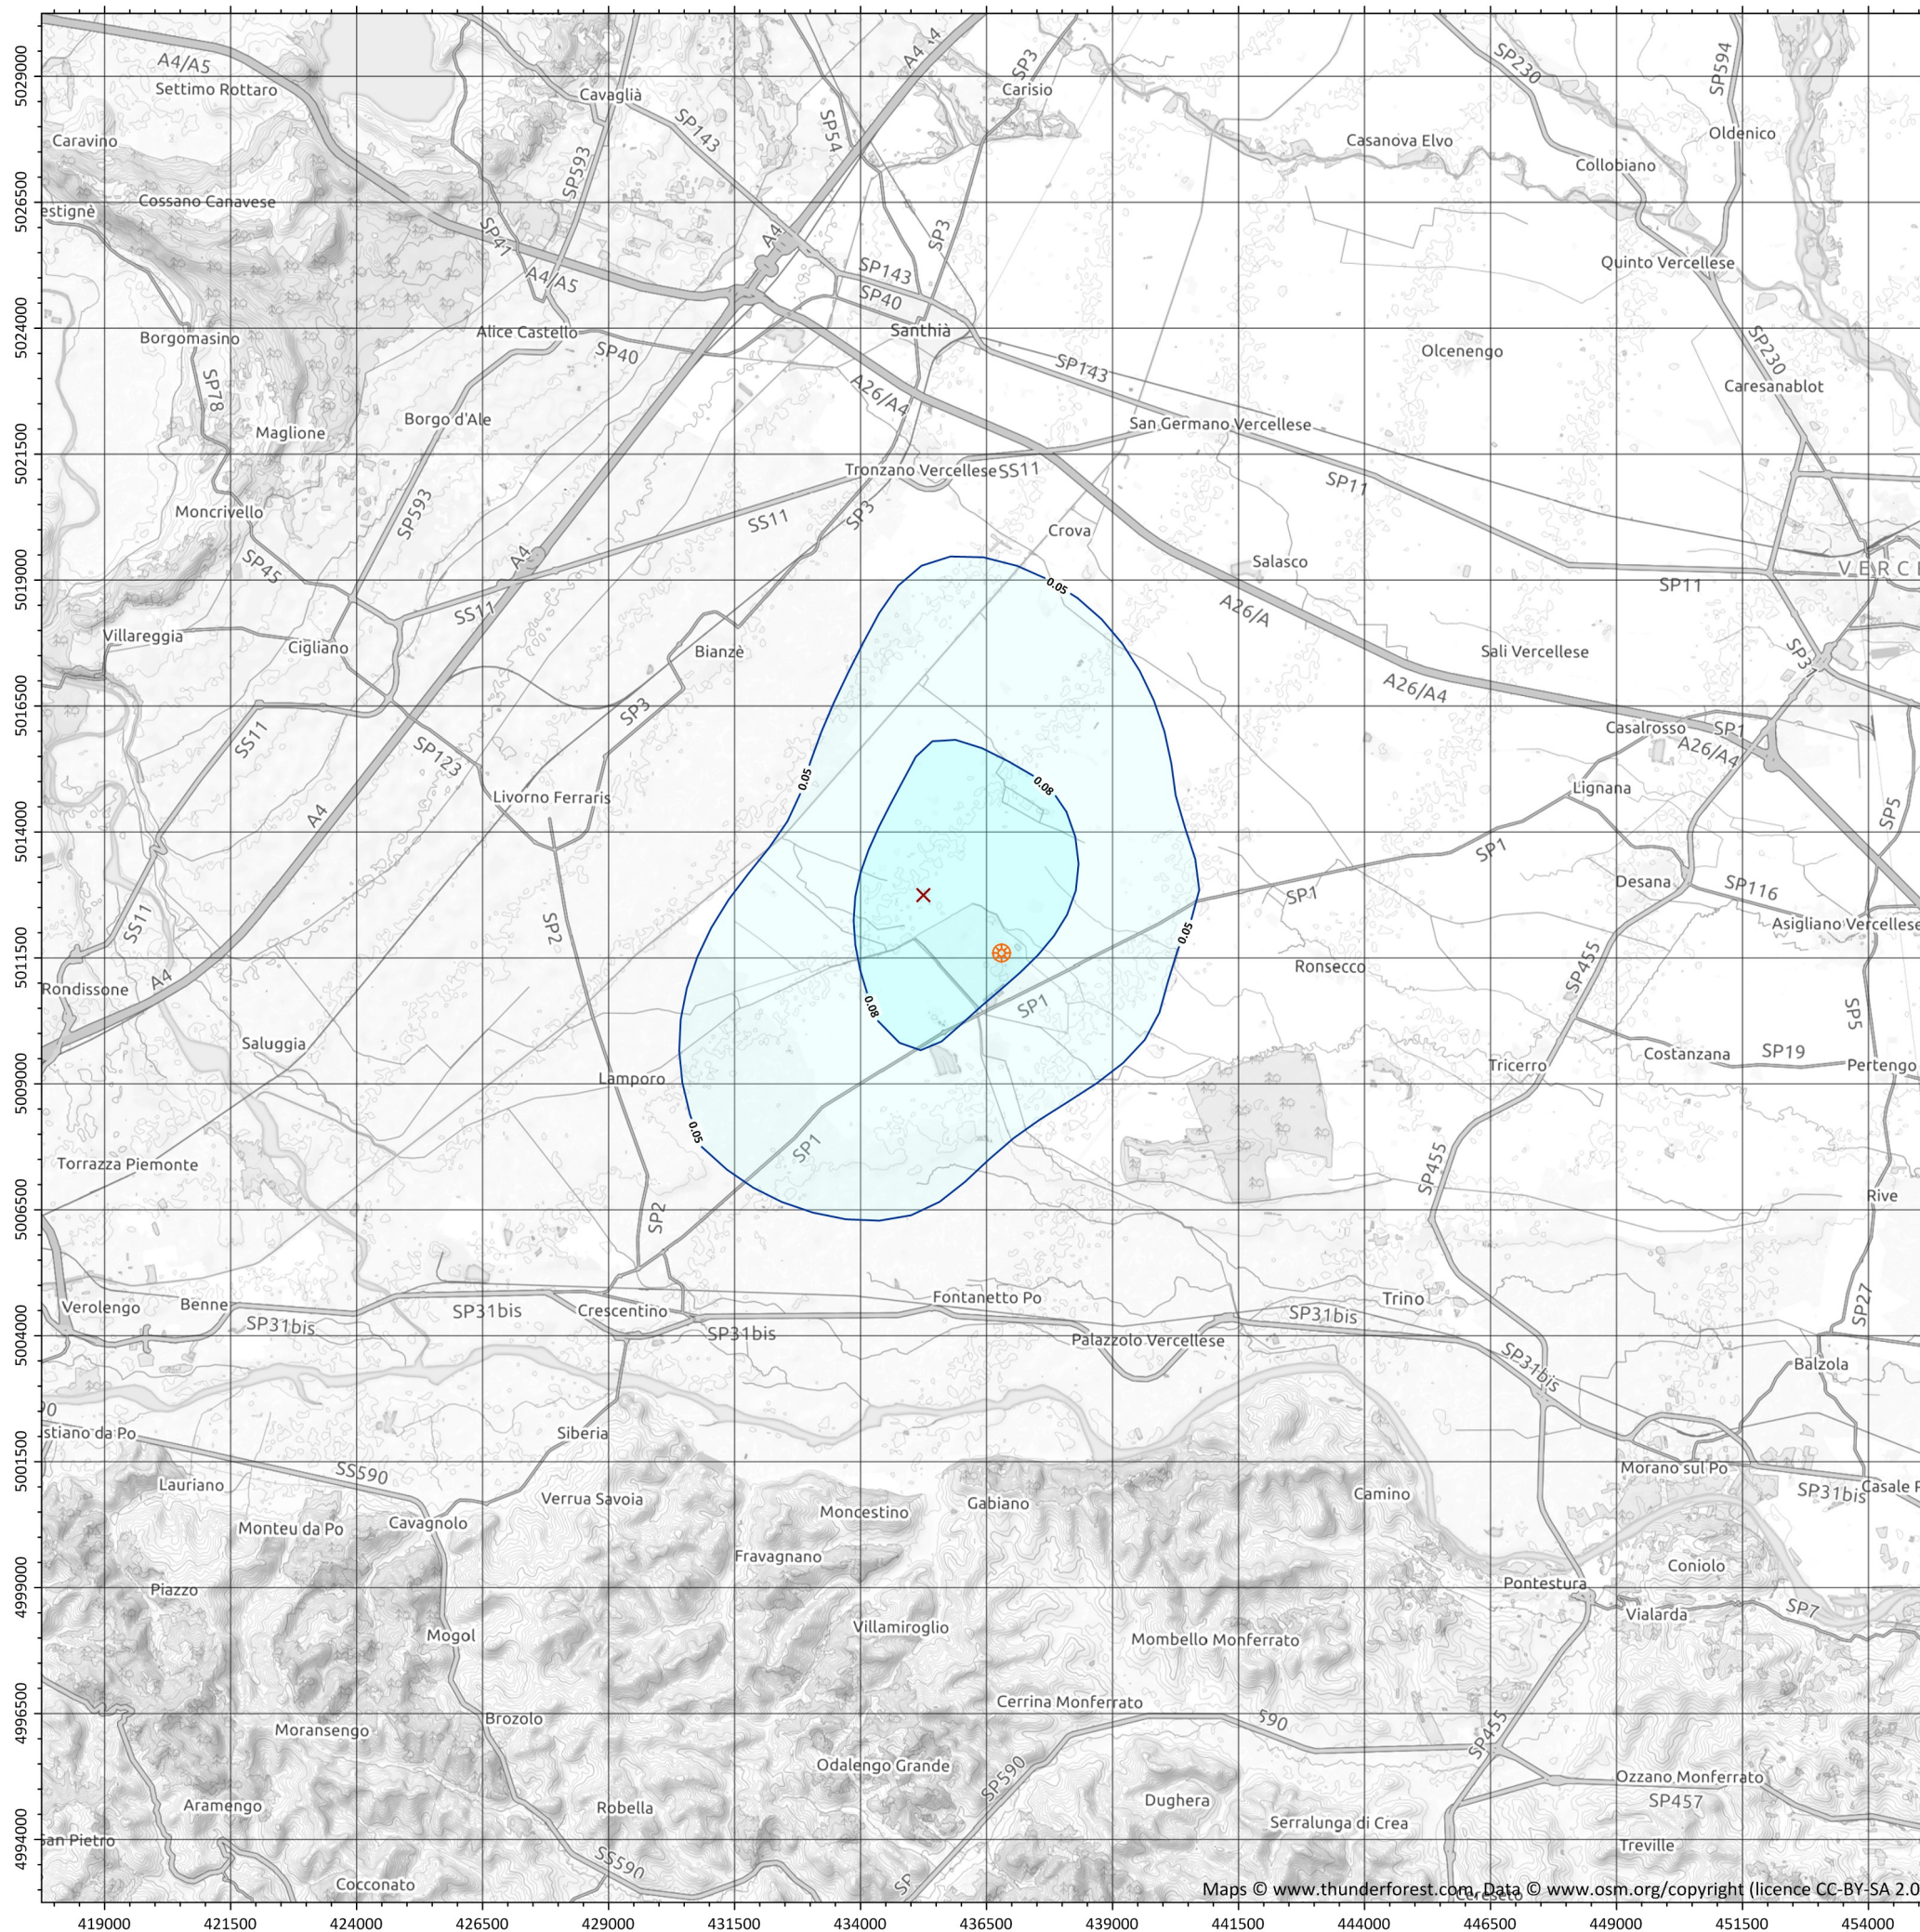 A4/A5
Settimo Rottaro
Cavaglià
SP143
SP54
A4
SP3
Carisio
SP230
SP594
5029000
Caravino
Casanova Elvo
Oldenico
Collobiano
SP593
5026500
Cossano Canavese
estignè
SP41
A4/A5
A4
SP3
SP143
SP40
Quinto Vercellese
5024000
Borgomasino
Alice Castello
SP40
Santhià
SP143
Olcenengo
SP230
Caresanablot
SP78
A26/A4
Borgo d'Ale
Maglione
San Germano Vercellese
5021500
Tronzano Vercellese
SS11
SP11
Moncrivello
SP593
SS11
SP3
Crova
SP45
A4
Salasco
5019000
0.05
SP11
VERCE
SS11
A26/A
Villareggia
Cigliano
Bianzè
Sali Vercellese
SP31
5016500
A26/A4
SS11
SP3
Casalrosso
SP1
A26/A4
SP123
0.05
0.08
Livorno Ferraris
Lignana
A4
SP5
5014000
SP1
Desana
SP116
SP1
SS11
SP2
0.05
Asigliano Vercellese
5011500
Ronsecco
SP455
A4
Rondissone
0.08
SP1
SP5
Saluggia
Costanzana
SP19
Tricerro
Pertengo
5009000
Lamporo
0.05
SP1
Torrazza Piemonte
SP455
5006500
SP2
Rive
Verolengo
Benne
SP31bis
Crescentino
Fontanetto Po
Trino
SP31bis
SP27
SP31bis
SP31bis
5004000
Palazzolo Vercellese
SP31bis
Balzola
stiano da Po
Siberia
5001500
SS590
Lauriano
Verrua Savoia
Moncestino
Gabiano
Camino
Morano sul Po
SP31bis
Casale P
Monteu da Po
Cavagnolo
Fravagnano
Coniolo
4999000
Piazzo
Pontestura
Vialarda
SP7
Mogol
Villamiroglio
Mombello Monferrato
4996500
Moransengo
Brozolo
Cerrina Monferrato
590
SP455
Odalengo Grande
SP590
Dughera
Ozzano Monferrato
SP457
Aramengo
Robella
Serralunga di Crea
4994000
San Pietro
Treville
SS590
SP
Cocconato
Cereseto
Maps © www.thunderforest.com, Data © www.osm.org/copyright (licence CC-BY-SA 2.0
419000 421500 424000 426500 429000 431500 434000 436500 439000 441500 444000 446500 449000 451500 454000